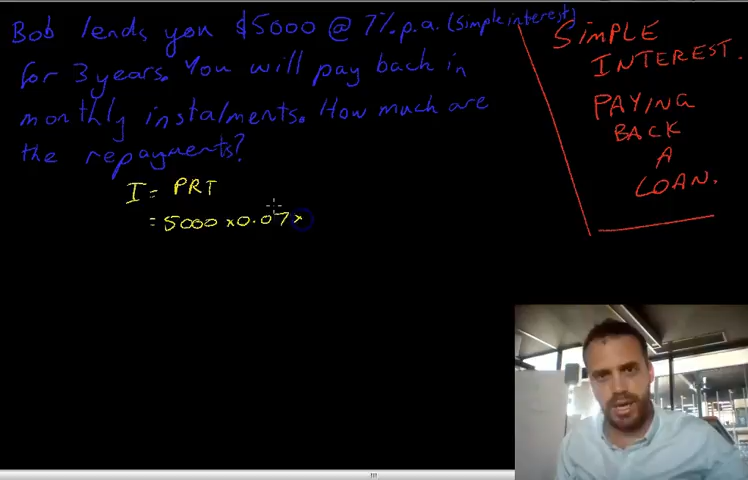 Bob lends you $5000 @ 7% p.a. (Simple interest)
for 3 years. You will pay back in
monthly instalments. How much are
the repayments?
I = PRT
= 5000 × 0.07 ×
SIMPLE
INTEREST.
PAYING
BACK
A
LOAN.